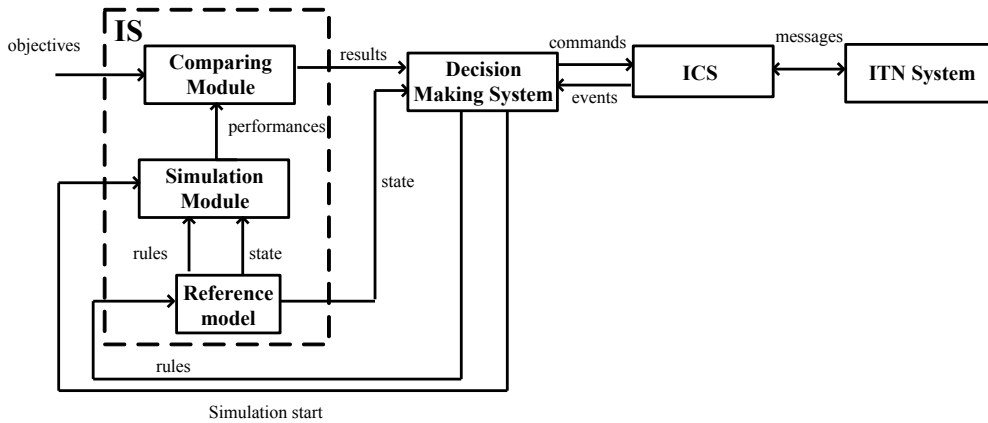 IS
objectives
Comparing
Module
results
Decision
Making System
commands
events
ICS
messages
ITN System
performances
Simulation
Module
state
rules
state
Reference
model
rules
Simulation start